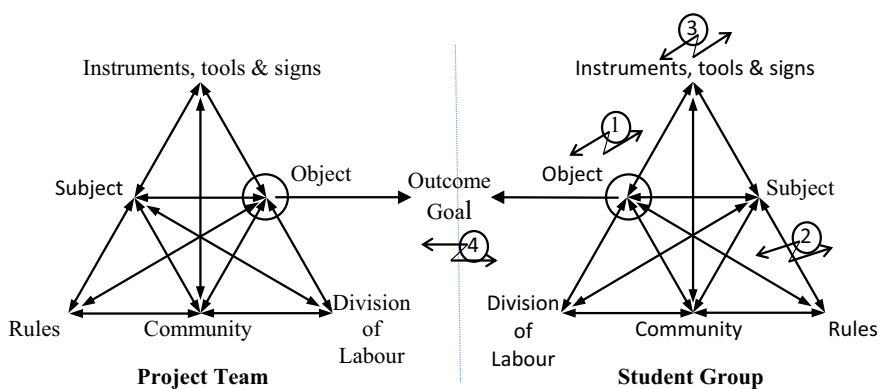 3
Instruments, tools & signs
Instruments, tools & signs
1
Subject
Object
Outcome
Goal
Object
Subject
4
2
Rules
Community
Division
of
Labour
Division
of
Labour
Community
Rules
Project Team
Student Group